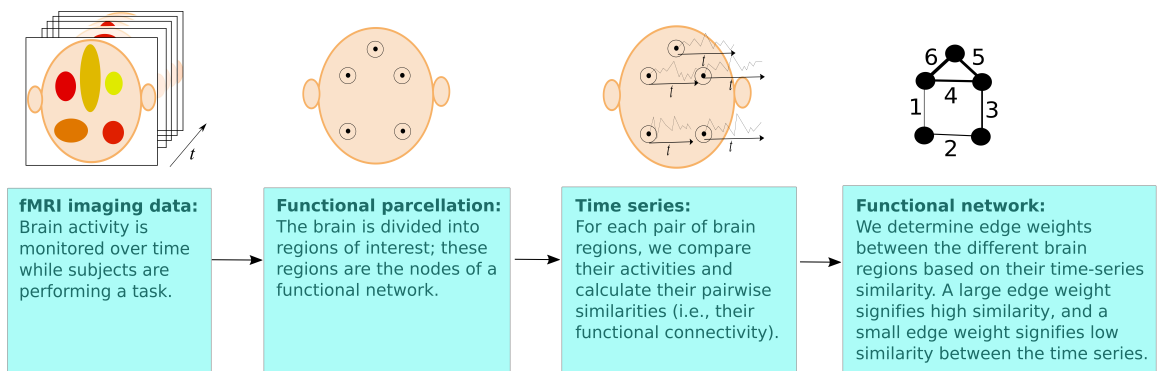 t
t
t
t
t
t
6 5
4
1 3
2
fMRI imaging data:
Brain activity is
monitored over time
while subjects are
performing a task.
Functional parcellation:
The brain is divided into
regions of interest; these
regions are the nodes of a
functional network.
Time series:
For each pair of brain
regions, we compare
their activities and
calculate their pairwise
similarities (i.e., their
functional connectivity).
Functional network:
We determine edge weights
between the different brain
regions based on their time-series
similarity. A large edge weight
signifies high similarity, and a
small edge weight signifies low
similarity between the time series.